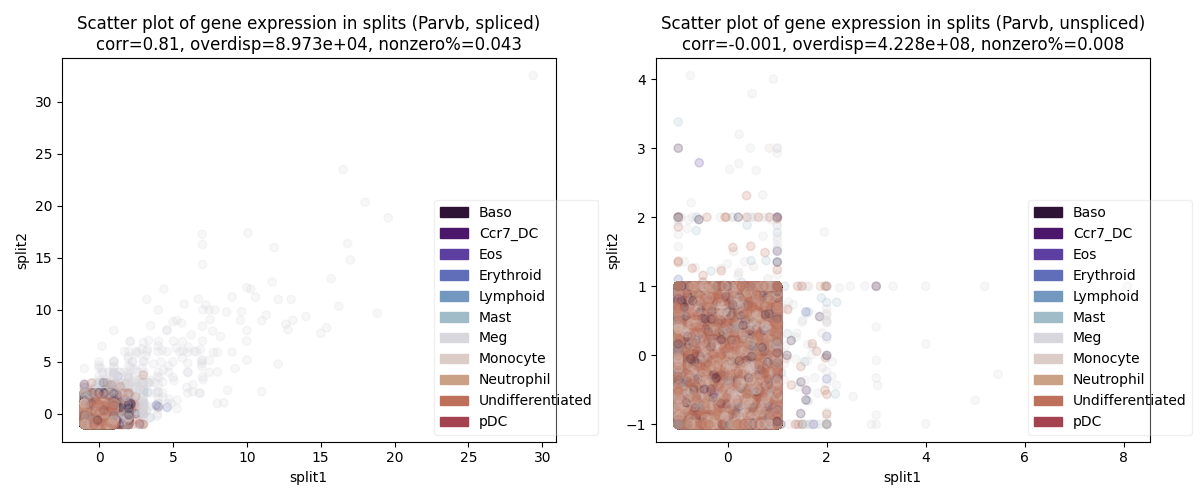 Scatter plot of gene expression in splits (Parvb, spliced)
corr=0.81, overdisp=8.973e+04, nonzero%=0.043
30
25
20
15
10
5
0
split2
0
5
10
15
20
25
30
split1
Baso
Ccr7_DC
Eos
Erythroid
Lymphoid
Mast
Meg
Monocyte
Neutrophil
Undifferentiated
pDC
Scatter plot of gene expression in splits (Parvb, unspliced)
corr=-0.001, overdisp=4.228e+08, nonzero%=0.008
4
3
2
1
0
−1
split2
0
2
4
6
8
split1
Baso
Ccr7_DC
Eos
Erythroid
Lymphoid
Mast
Meg
Monocyte
Neutrophil
Undifferentiated
pDC